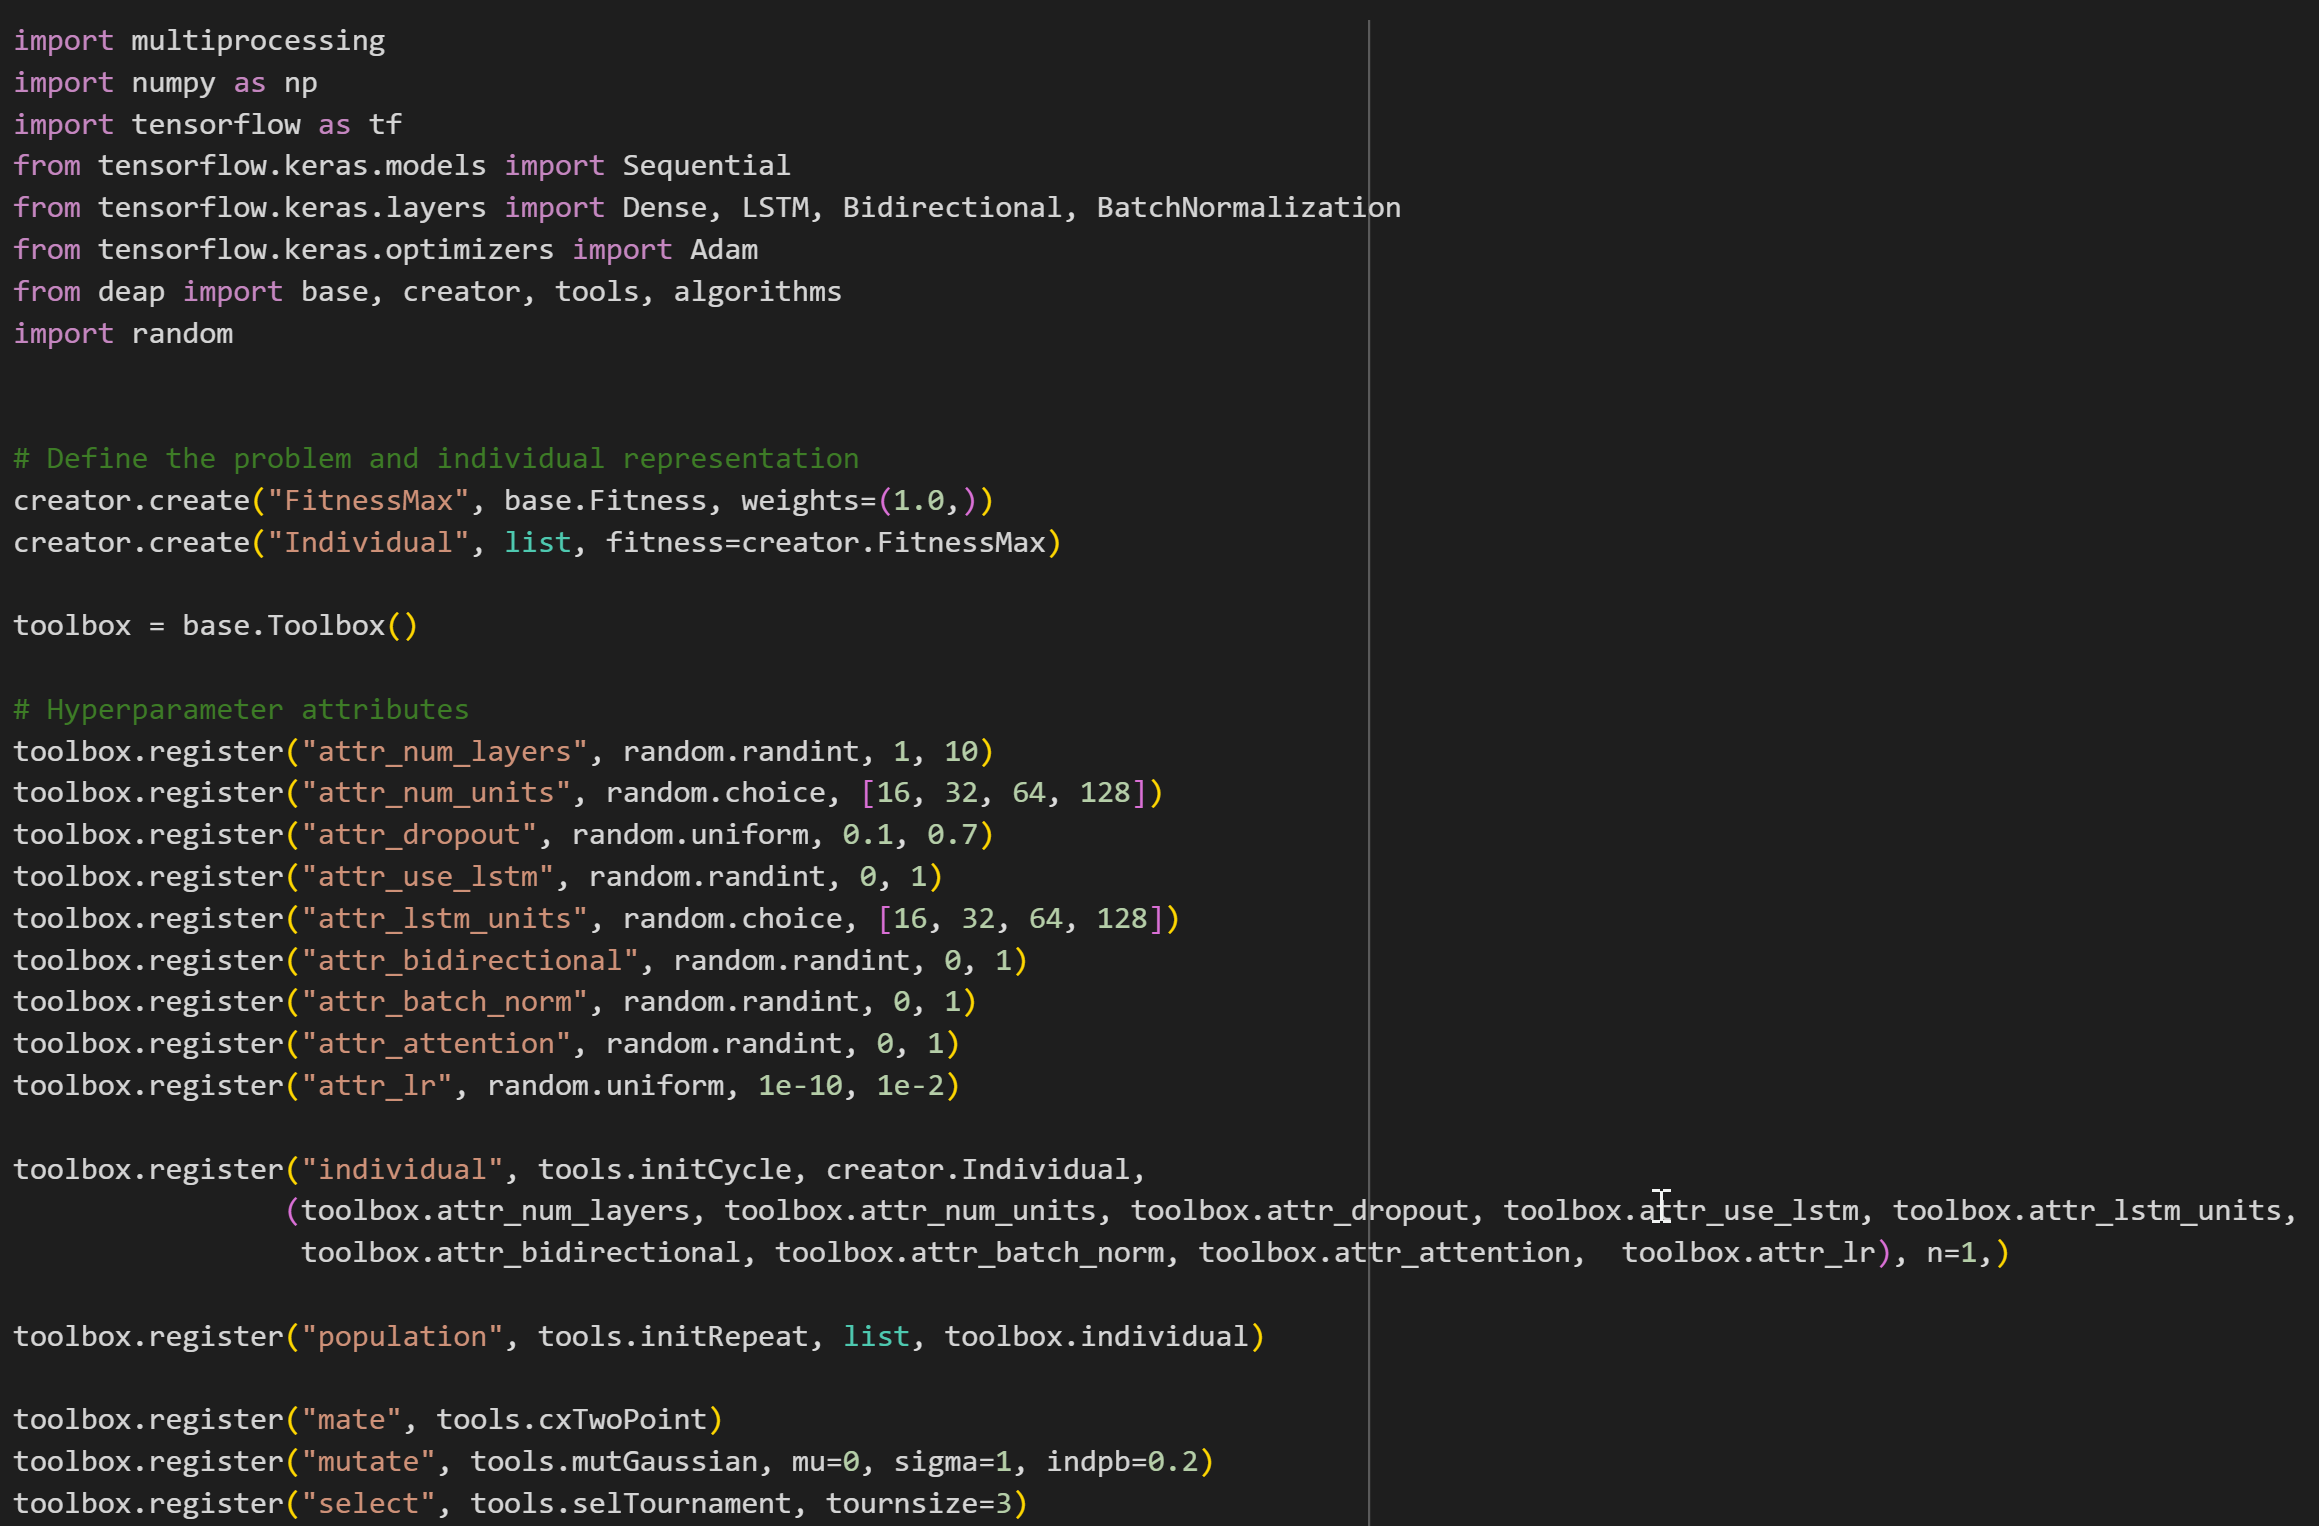 import multiprocessing
import numpy as np
import tensorflow as tf
from tensorflow.keras.models import Sequential
from tensorflow.keras.layers import Dense, LSTM, Bidirectional, BatchNormalization
from tensorflow.keras.optimizers import Adam
from deap import base, creator, tools, algorithms
import random
# Define the problem and individual representation
creator.create("FitnessMax", base.Fitness, weights=(1.0,))
creator.create("Individual", list, fitness=creator.FitnessMax)
toolbox = base.Toolbox()
# Hyperparameter attributes
toolbox.register("attr_num_layers", random.randint, 1, 10)
toolbox.register("attr_num_units", random.choice, [16, 32, 64, 128])
toolbox.register("attr_dropout", random.uniform, 0.1, 0.7)
toolbox.register("attr_use_lstm", random.randint, 0, 1)
toolbox.register("attr_lstm_units", random.choice, [16, 32, 64, 128])
toolbox.register("attr_bidirectional", random.randint, 0, 1)
toolbox.register("attr_batch_norm", random.randint, 0, 1)
toolbox.register("attr_attention", random.randint, 0, 1)
toolbox.register("attr_lr", random.uniform, 1e-10, 1e-2)
toolbox.register("individual", tools.initCycle, creator.Individual,
(toolbox.attr_num_layers, toolbox.attr_num_units, toolbox.attr_dropout, toolbox.attr_use_lstm, toolbox.attr_lstm_units,
toolbox.attr_bidirectional, toolbox.attr_batch_norm, toolbox.attr_attention,  toolbox.attr_lr), n=1,)
toolbox.register("population", tools.initRepeat, list, toolbox.individual)
toolbox.register("mate", tools.cxTwoPoint)
toolbox.register("mutate", tools.mutGaussian, mu=0, sigma=1, indpb=0.2)
toolbox.register("select", tools.selTournament, tournsize=3)